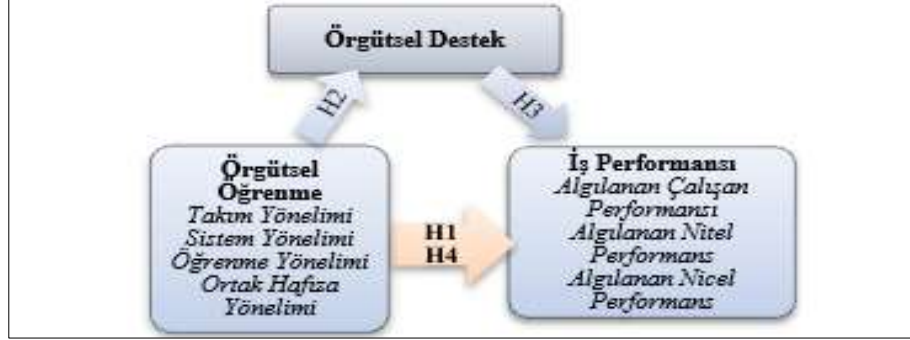 Örgütsel Destek
H2
H3
Örgütsel
Öğrenme
Takım Yönelimi
Sistem Yönelimi
Öğrenme Yönelimi
Ortak Hafıza
Yönelimi
H1
H4
İş Performansı
Algılanan Çalışan
Performansı
Algılanan Nitel
Performans
Algılanan Nicel
Performans